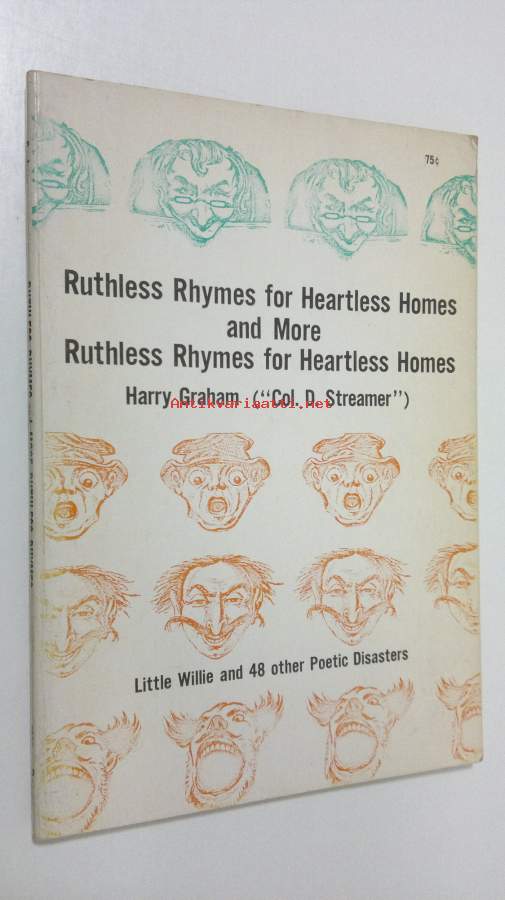 75¢
Ruthless Rhymes for Heartless Homes
and More
Ruthless Rhymes for Heartless Homes
Harry Graham ("Col. D. Streamer")
Antikvariaatti.net
Little Willie and 48 other Poetic Disasters